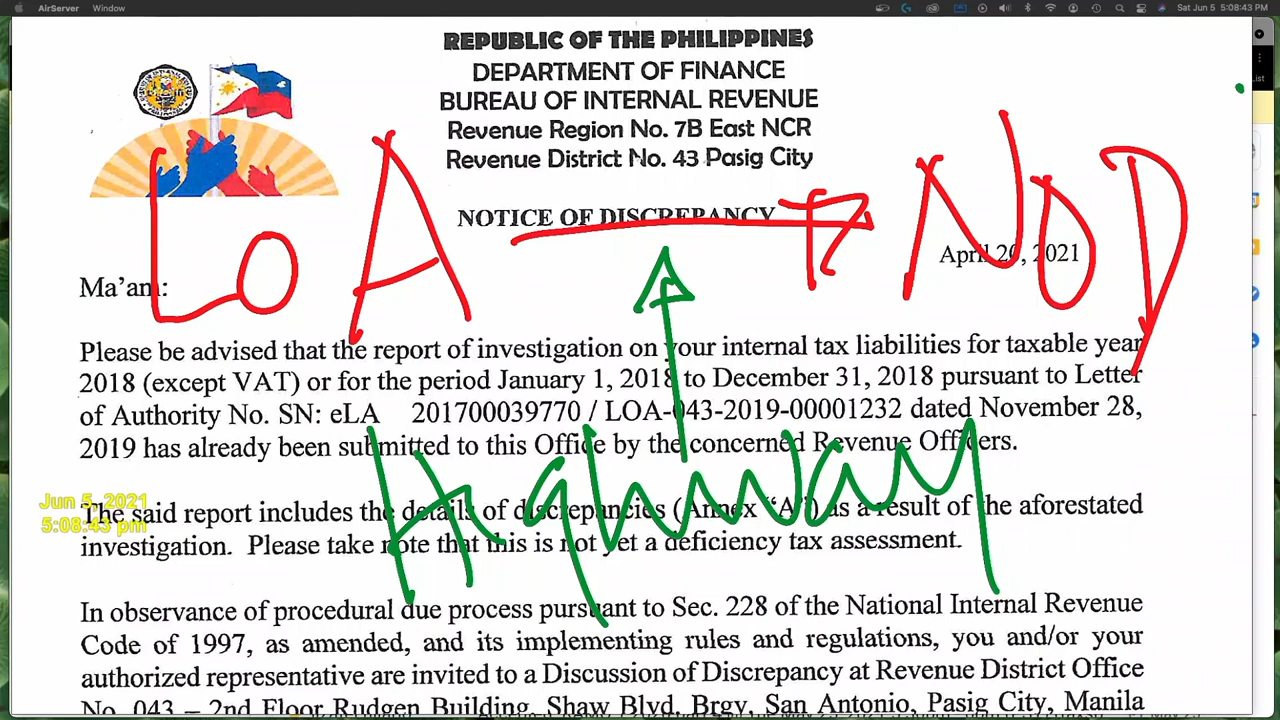 AirServer Window Sat Jun 5 5:08:43 PM
REPUBLIC OF THE PHILIPPINES
DEPARTMENT OF FINANCE
BUREAU OF INTERNAL REVENUE
Revenue Region No. 7B East NCR
Revenue District No. 43 Pasig City
LOA NOD
NOTICE OF DISCREPANCY
April 20, 2021
Ma'am:
Please be advised that the report of investigation on your internal tax liabilities for taxable year
2018 (except VAT) or for the period January 1, 2018 to December 31, 2018 pursuant to Letter
of Authority No. SN: eLA 201700039770 / LOA-043-2019-00001232 dated November 28,
2019 has already been submitted to this Office by the concerned Revenue Officers.
Highway
Jun 5, 2021
5:08:43 pm
The said report includes the details of discrepancies (Annex “A”) as a result of the aforestated
investigation. Please take note that this is not yet a deficiency tax assessment.
In observance of procedural due process pursuant to Sec. 228 of the National Internal Revenue
Code of 1997, as amended, and its implementing rules and regulations, you and/or your
authorized representative are invited to a Discussion of Discrepancy at Revenue District Office
No. 043 – 2nd Floor Rudgen Building, Shaw Blvd, Brgy, San Antonio, Pasig City, Manila